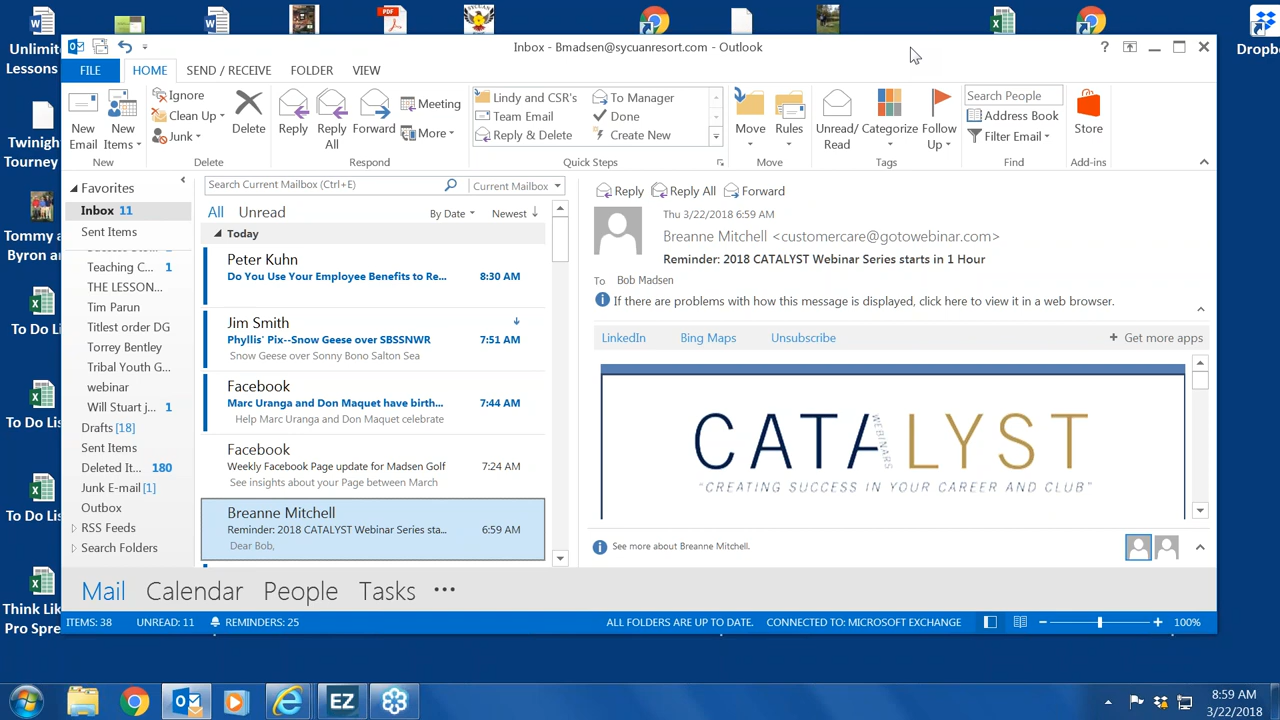 Inbox - Bmadsen@sycuanresort.com - Outlook
FILE HOME SEND / RECEIVE FOLDER VIEW
New Email
New Items
New
Ignore
Clean Up
Junk
Delete
Delete
Reply
Reply All
Forward
Meeting
More
Respond
Lindy and CSR's
To Manager
Team Email
Done
Reply & Delete
Create New
Quick Steps
Move
Rules
Move
Unread/ Read
Categorize
Follow Up
Tags
Search People
Address Book
Filter Email
Find
Store
Add-ins
Unlimit
Lessons
Twinigh
Tourney
Tommy a
Byron an
To Do Li
To Do Lis
To Do Lis
Think Lik
Pro Spre
Dropbo
Favorites
Inbox 11
Sent Items
Teaching C... 1
THE LESSON...
Tim Parun
Titlest order DG
Torrey Bentley
Tribal Youth G...
webinar
Will Stuart j... 1
Drafts [18]
Sent Items
Deleted It... 180
Junk E-mail [1]
Outbox
RSS Feeds
Search Folders
Search Current Mailbox (Ctrl+E)
Current Mailbox
All Unread By Date Newest
Today
Peter Kuhn
Do You Use Your Employee Benefits to Re... 8:30 AM
Jim Smith
Phyllis' Pix--Snow Geese over SBSSNWR 7:51 AM
Snow Geese over Sonny Bono Salton Sea
Facebook
Marc Uranga and Don Maquet have birth... 7:44 AM
Help Marc Uranga and Don Maquet celebrate
Facebook
Weekly Facebook Page update for Madsen Golf 7:24 AM
See insights about your Page between March
Breanne Mitchell
Reminder: 2018 CATALYST Webinar Series sta... 6:59 AM
Dear Bob,
Reply Reply All Forward
Thu 3/22/2018 6:59 AM
Breanne Mitchell <customercare@gotowebinar.com>
Reminder: 2018 CATALYST Webinar Series starts in 1 Hour
To Bob Madsen
If there are problems with how this message is displayed, click here to view it in a web browser.
LinkedIn Bing Maps Unsubscribe + Get more apps
CATALYST
WEBINARS
"CREATING SUCCESS IN YOUR CAREER AND CLUB"
See more about Breanne Mitchell.
Mail Calendar People Tasks •••
ITEMS: 38 UNREAD: 11 REMINDERS: 25 ALL FOLDERS ARE UP TO DATE. CONNECTED TO: MICROSOFT EXCHANGE 100%
EZ
8:59 AM
3/22/2018